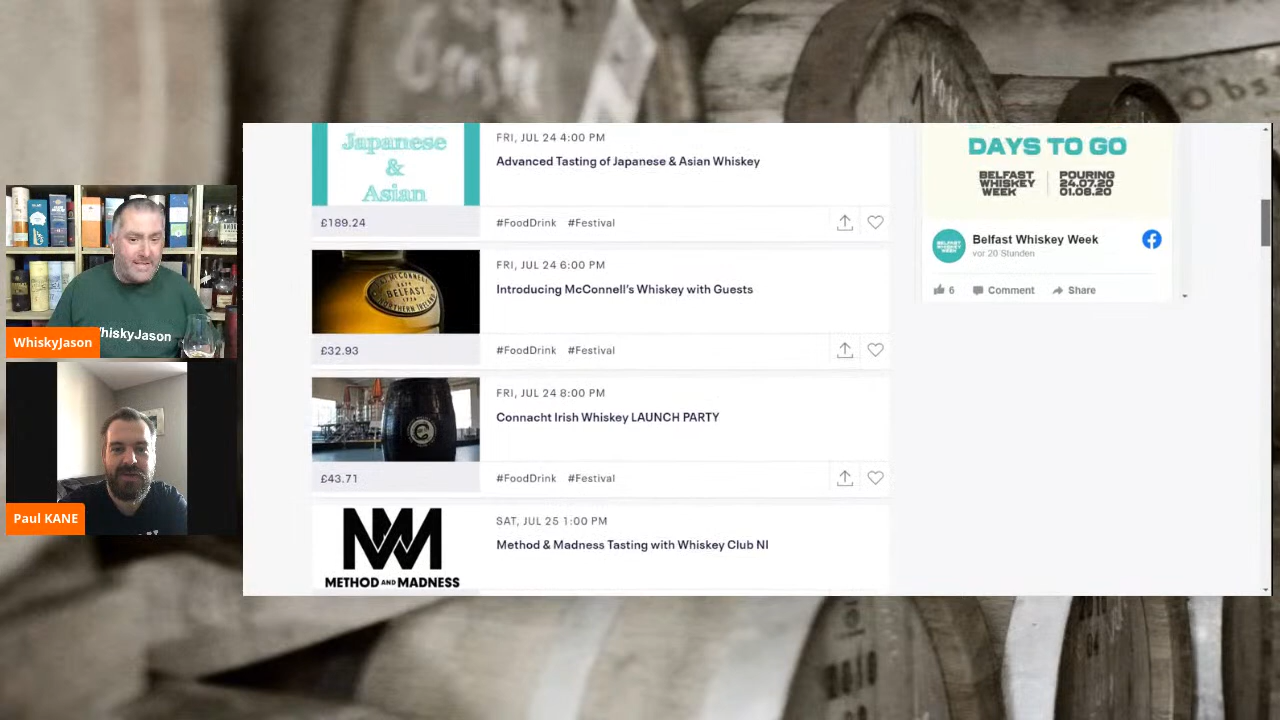 Japanese
&
Asian
FRI, JUL 24 4:00 PM
Advanced Tasting of Japanese & Asian Whiskey
£189.24
#FoodDrink #Festival
FRI, JUL 24 6:00 PM
Introducing McConnell's Whiskey with Guests
BELFAST
£32.93
#FoodDrink #Festival
FRI, JUL 24 8:00 PM
Connacht Irish Whiskey LAUNCH PARTY
£43.71
#FoodDrink #Festival
METHOD AND MADNESS
SAT, JUL 25 1:00 PM
Method & Madness Tasting with Whiskey Club NI
DAYS TO GO
BELFAST
WHISKEY
WEEK
POURING
24.07.20
01.08.20
Belfast Whiskey Week
vor 20 Stunden
6 Comment Share
WhiskyJason
WhiskyJason
Paul KANE